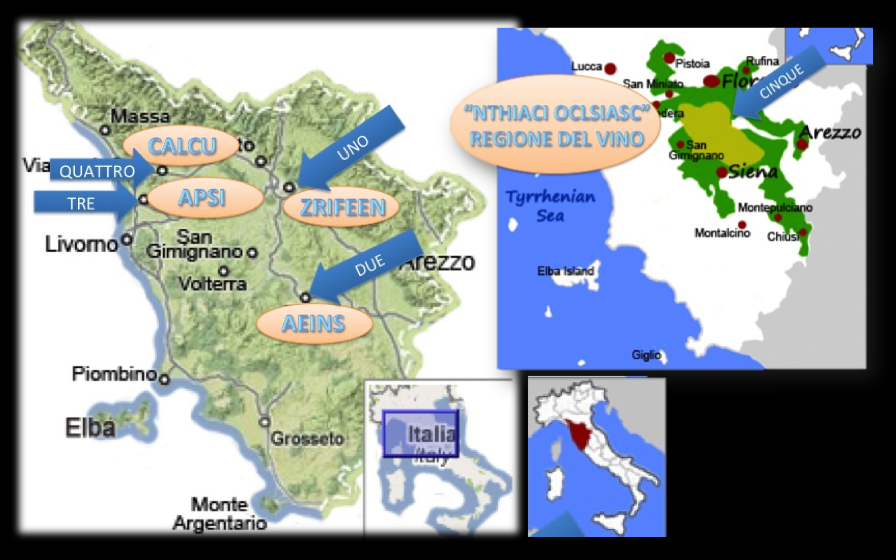 Massa
CALCU
to
UNO
QUATTRO
APSI
ZRIFEEN
TRE
Livorno
San
Gimignano
Volterra
DUE
Arezzo
AEINS
Piombino
Elba
Grosseto
Monte
Argentario
Italia
Italy
Lucca
Pistoia
Rufina
San Miniato
Flor
CINQUE
dera
"NTHIACI OCLSIASC"
REGIONE DEL VINO
Arezzo
San
Gimignano
Siena
Tyrrhenian
Sea
Montepulciano
Montalcino
Chiusi
Elba Island
Giglio